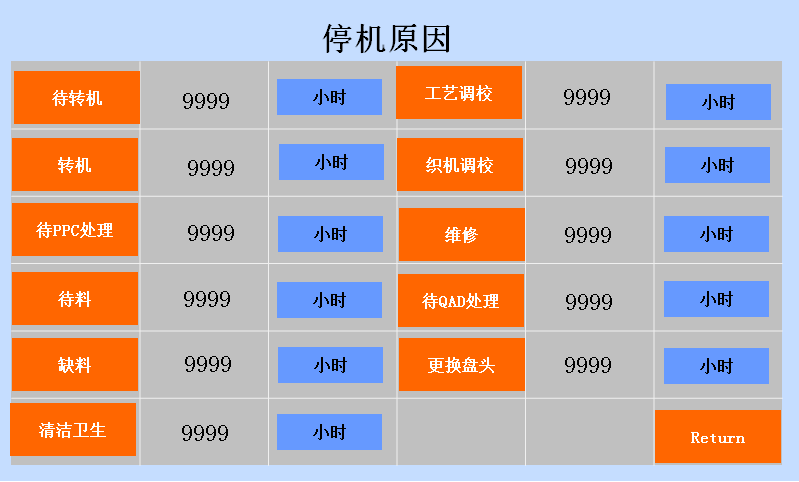 停机原因
待转机 9999 小时 工艺调校 9999 小时
转机 9999 小时 织机调校 9999 小时
待PPC处理 9999 小时 维修 9999 小时
待料 9999 小时 待QAD处理 9999 小时
缺料 9999 小时 更换盘头 9999 小时
清洁卫生 9999 小时 Return